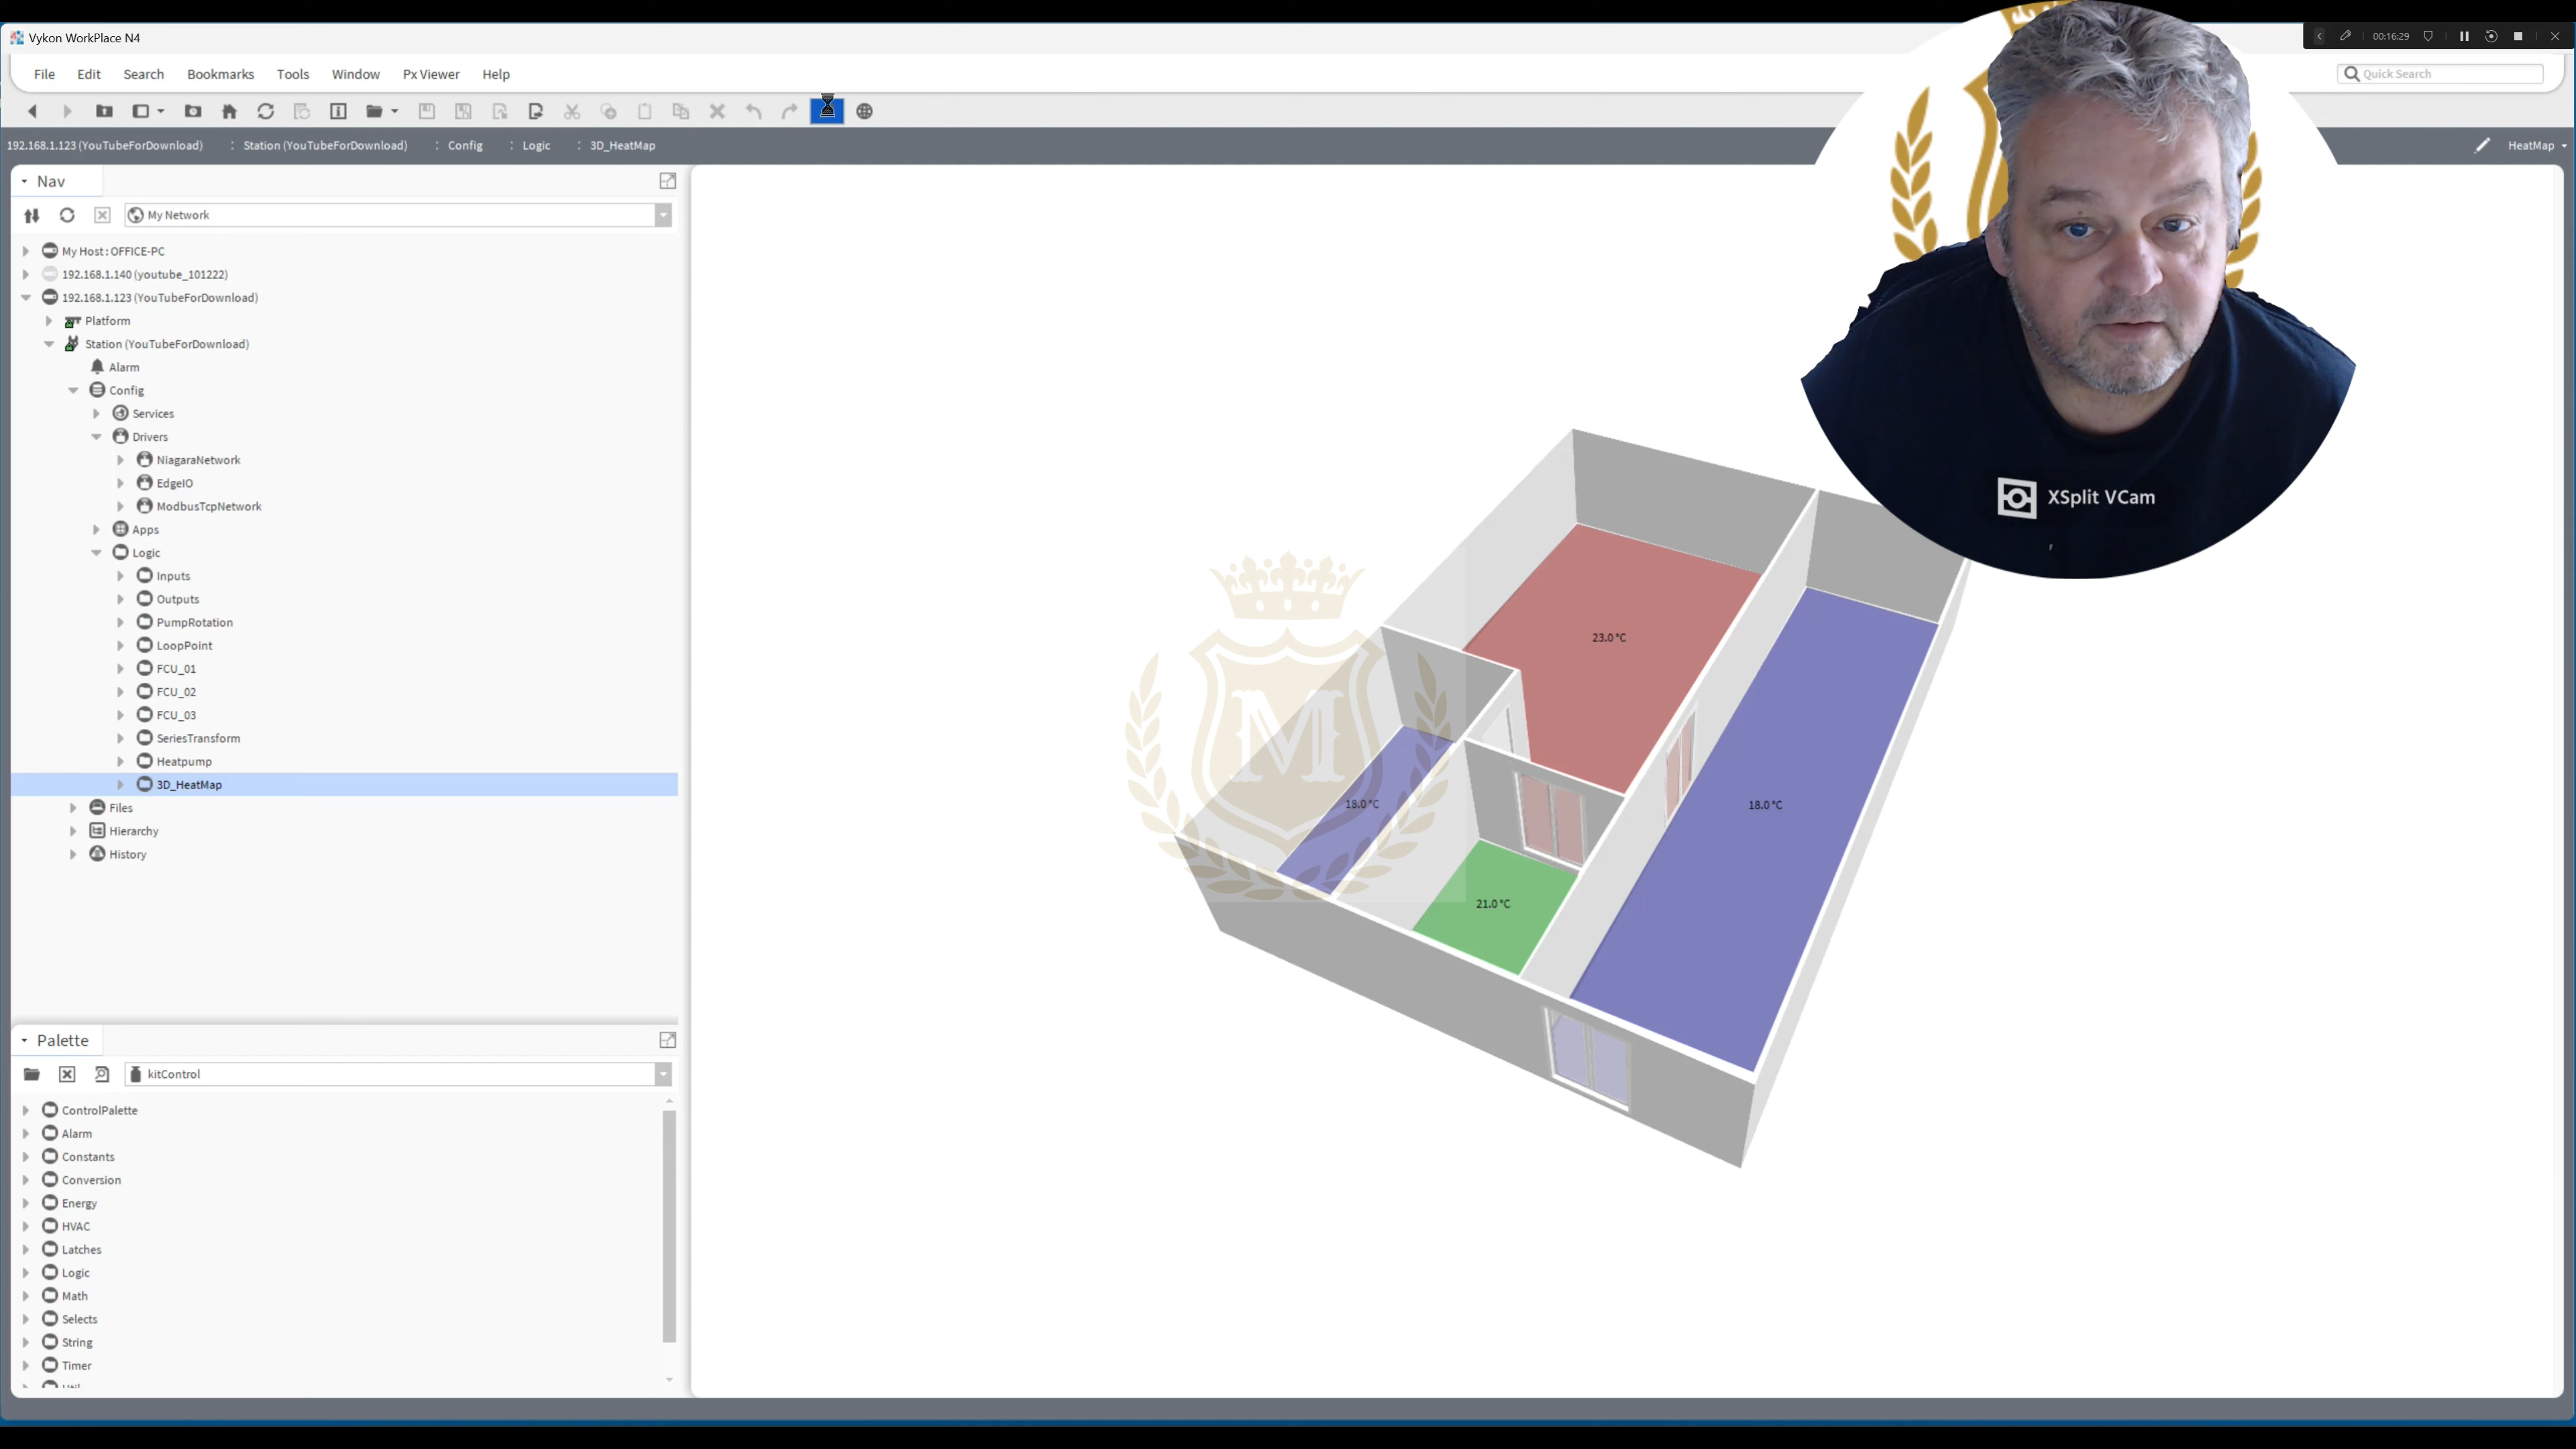 Vykon WorkPlace N4
00:16:29
File Edit Search Bookmarks Tools Window Px Viewer Help
Quick Search
192.168.1.123 (YouTubeForDownload) : Station (YouTubeForDownload) : Config : Logic : 3D_HeatMap
HeatMap
Nav
My Network
My Host : OFFICE-PC
192.168.1.140 (youtube_101222)
192.168.1.123 (YouTubeForDownload)
Platform
Station (YouTubeForDownload)
Alarm
Config
Services
Drivers
NiagaraNetwork
EdgeIO
ModbusTcpNetwork
Apps
Logic
Inputs
Outputs
PumpRotation
LoopPoint
FCU_01
FCU_02
FCU_03
SeriesTransform
Heatpump
3D_HeatMap
Files
Hierarchy
History
Palette
kitControl
ControlPalette
Alarm
Constants
Conversion
Energy
HVAC
Latches
Logic
Math
Selects
String
Timer
XSplit VCam
23.0 °C
18.0 °C
18.0 °C
M
21.0 °C